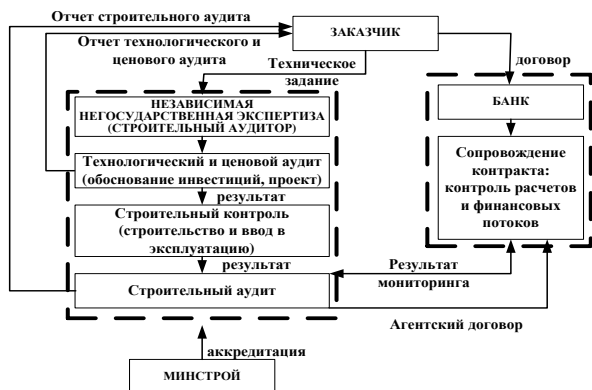 Отчет строительного аудита
ЗАКАЗЧИК
Отчет технологического и
ценового аудита
Техническое
задание
договор
НЕЗАВИСИМАЯ
НЕГОСУДАРСТВЕННАЯ ЭКСПЕРТИЗА
(СТРОИТЕЛЬНЫЙ АУДИТОР)
БАНК
Технологический и ценовой аудит
(обоснование инвестиций, проект)
результат
Сопровождение
контракта:
контроль расчетов
и финансовых
потоков
Строительный контроль
(строительство и ввод в
эксплуатацию)
результат
Строительный аудит
Результат
мониторинга
Агентский договор
аккредитация
МИНСТРОЙ